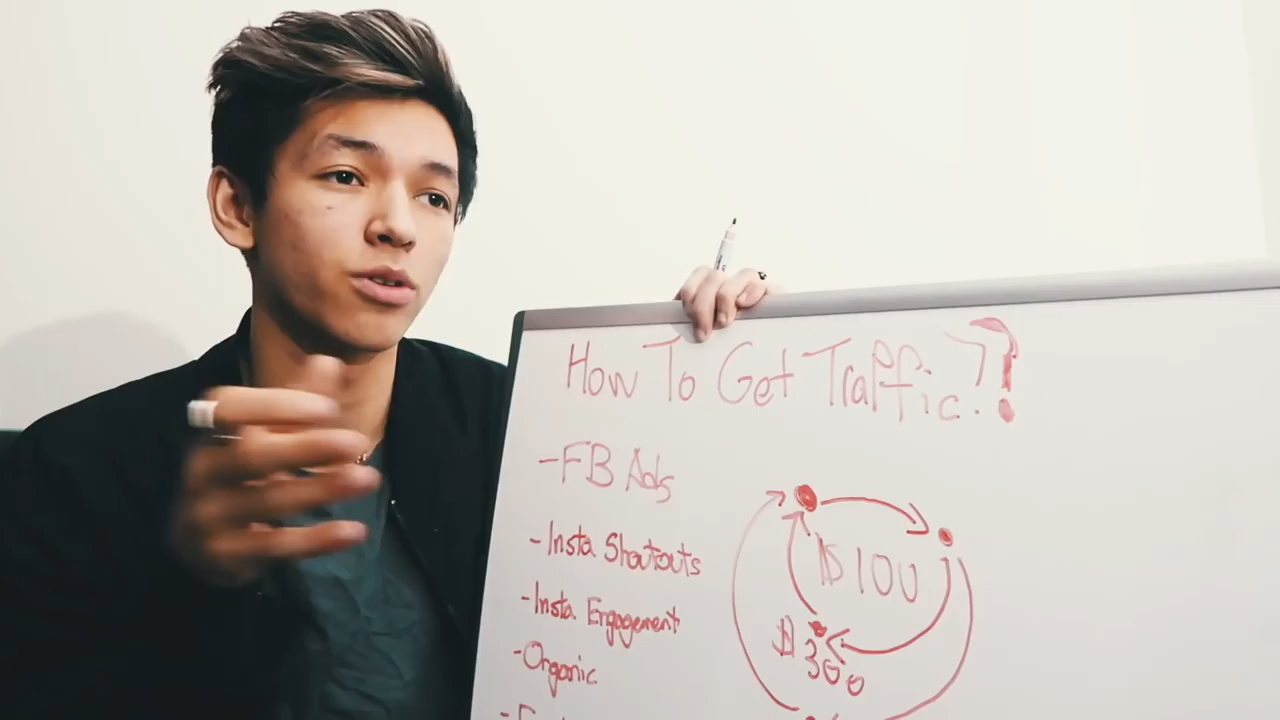 How To Get Traffic.?!
- FB Ads
- Insta Shoutouts
- Insta Engagement
- Organic
$100
$300